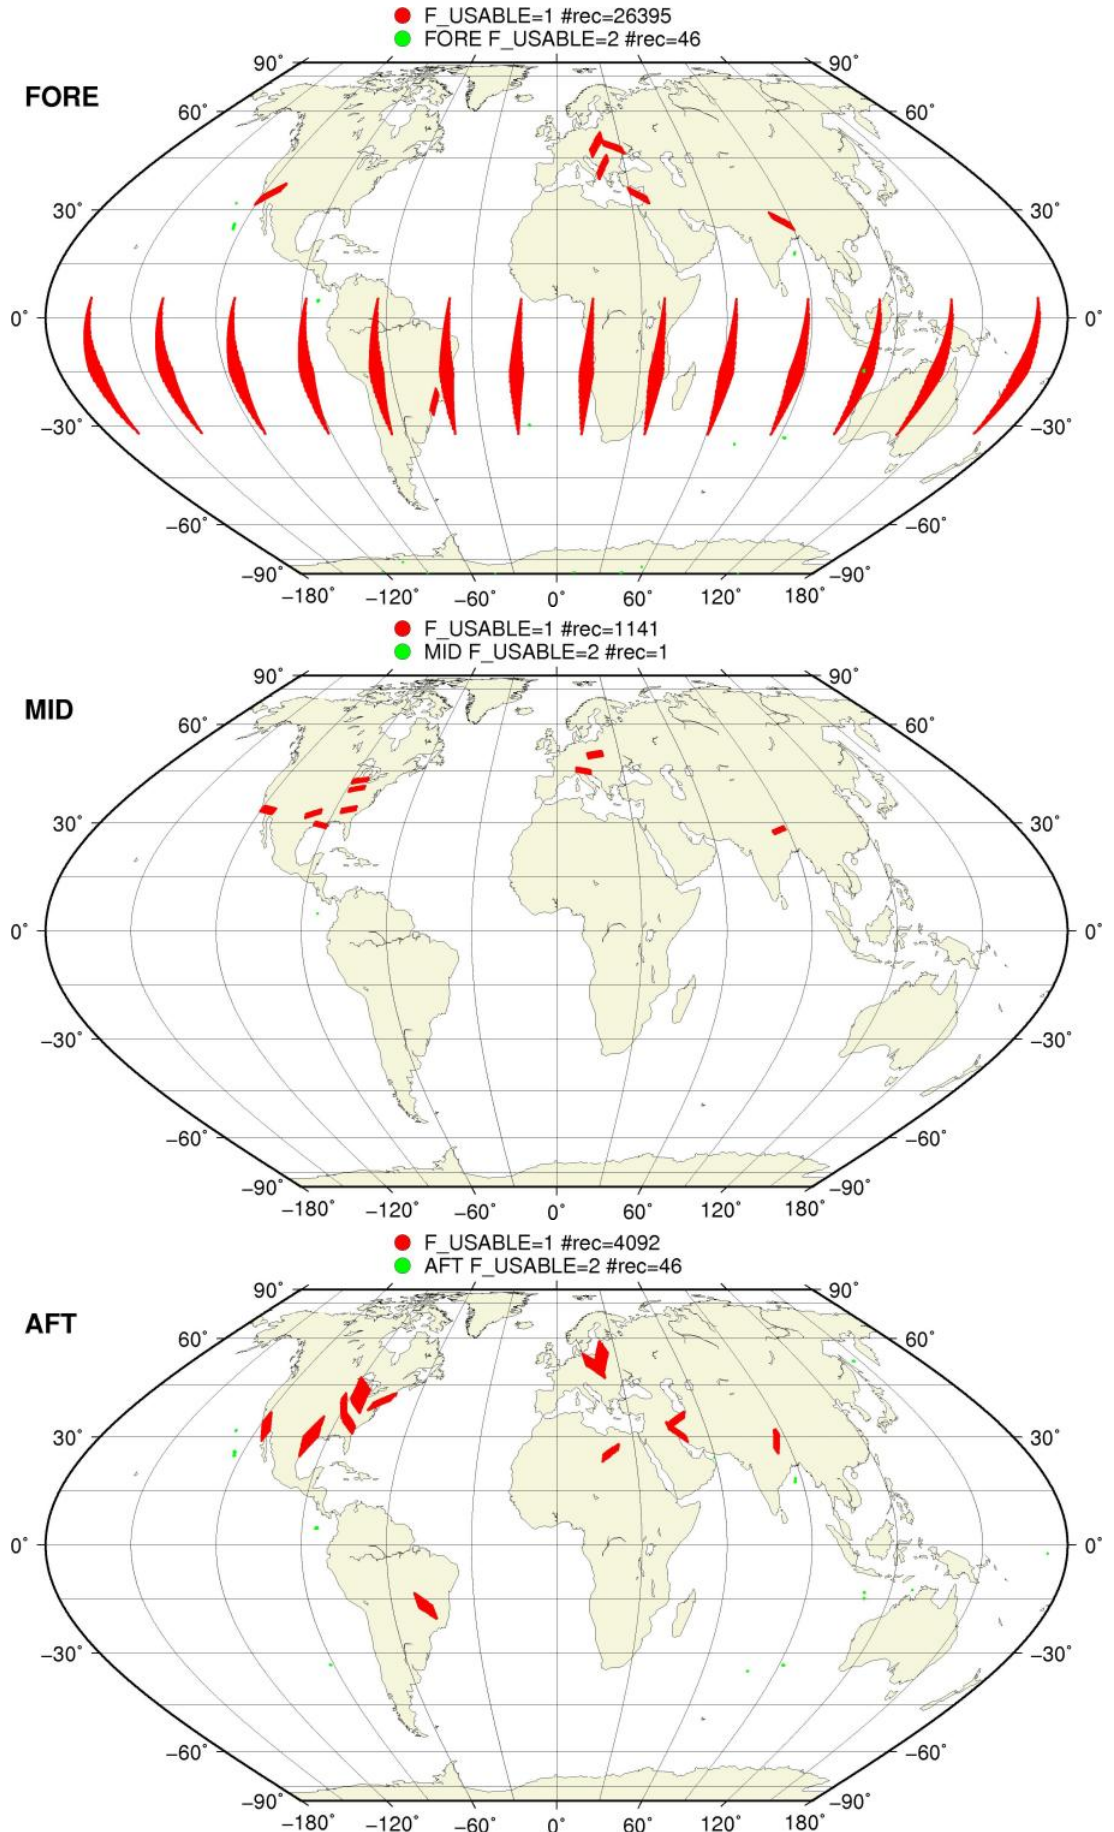 F_USABLE=1 #rec=26395
FORE F_USABLE=2 #rec=46
FORE
90° 90°
60° 60°
30° 30°
0° 0°
−30° −30°
−60° −60°
−90° −90°
−180° −120° −60° 0° 60° 120° 180°
F_USABLE=1 #rec=1141
MID F_USABLE=2 #rec=1
MID
90° 90°
60° 60°
30° 30°
0° 0°
−30° −30°
−60° −60°
−90° −90°
−180° −120° −60° 0° 60° 120° 180°
F_USABLE=1 #rec=4092
AFT F_USABLE=2 #rec=46
AFT
90° 90°
60° 60°
30° 30°
0° 0°
−30° −30°
−60° −60°
−90° −90°
−180° −120° −60° 0° 60° 120° 180°